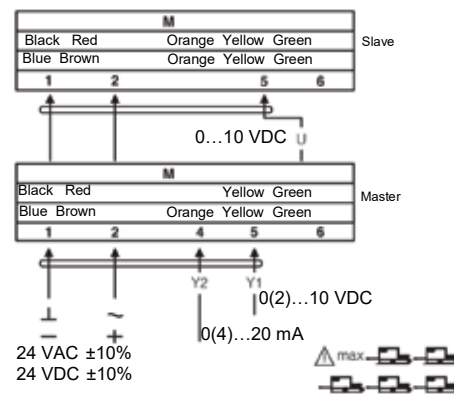 M
Black Red Orange Yellow Green
Slave
Blue Brown Orange Yellow Green
1 2 5 6
0…10 VDC U
M
Black Red Yellow Green
Master
Blue Brown Orange Yellow Green
1 2 4 5 6
Y2 Y1
0(2)…10 VDC
⊥ ~
− +
0(4)…20 mA
24 VAC ±10%
24 VDC ±10%
max